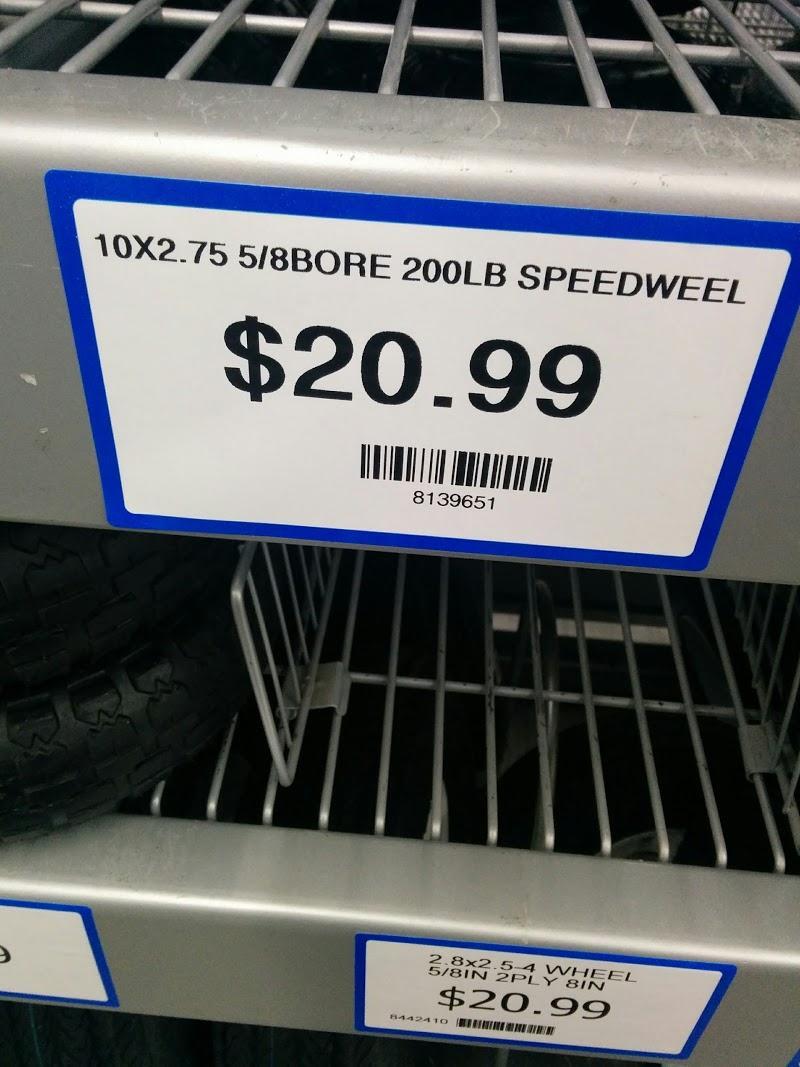 10X2.75 5/8BORE 200LB SPEEDWEEL
$20.99
8139651
9
2.8x2.5-4 WHEEL
5/8IN 2PLY 8IN
$20.99
8442410